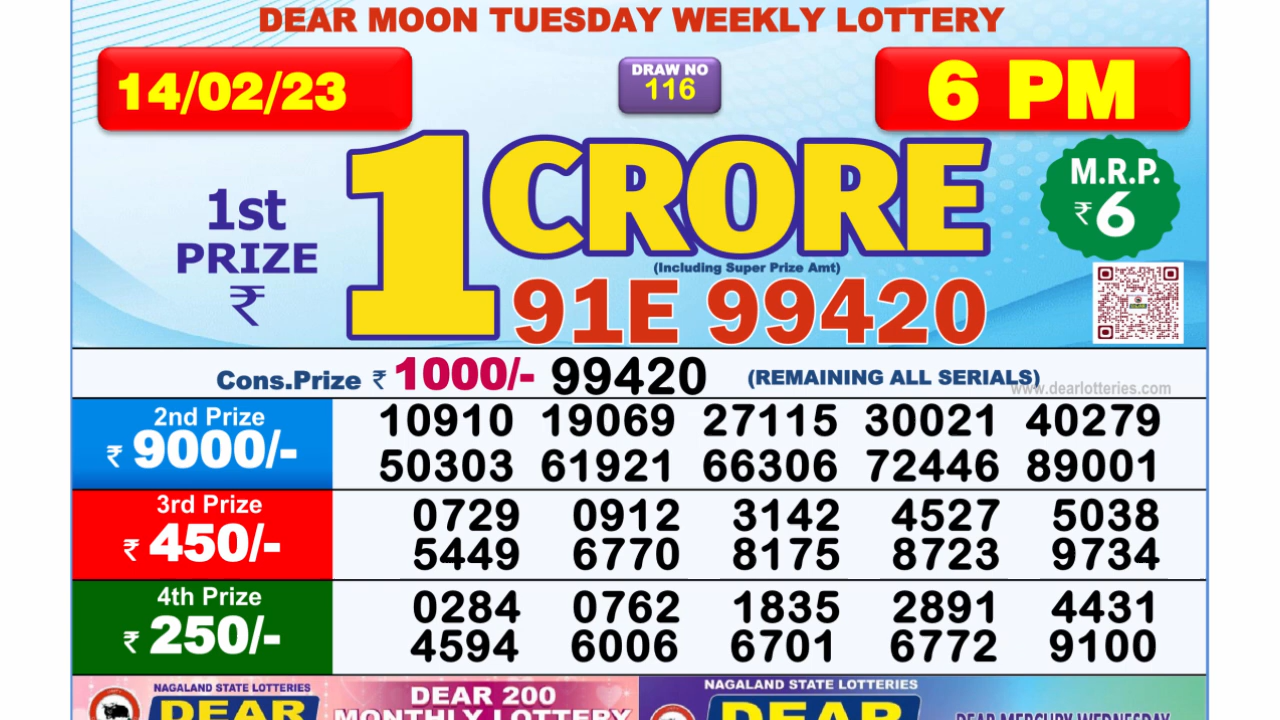 DEAR MOON TUESDAY WEEKLY LOTTERY
14/02/23
DRAW NO
116
6 PM
1st
PRIZE
₹
1 CRORE
(Including Super Prize Amt)
91E 99420
M.R.P.
₹ 6
Cons.Prize ₹ 1000/- 99420 (REMAINING ALL SERIALS)
www.dearlotteries.com
2nd Prize
₹ 9000/-
10910 19069 27115 30021 40279
50303 61921 66306 72446 89001
3rd Prize
₹ 450/-
0729 0912 3142 4527 5038
5449 6770 8175 8723 9734
4th Prize
₹ 250/-
0284 0762 1835 2891 4431
4594 6006 6701 6772 9100
NAGALAND STATE LOTTERIES
DEAR
DEAR 200
MONTHLY LOTTERY
NAGALAND STATE LOTTERIES
DEAR
DEAR MERCURY WEDNESDAY